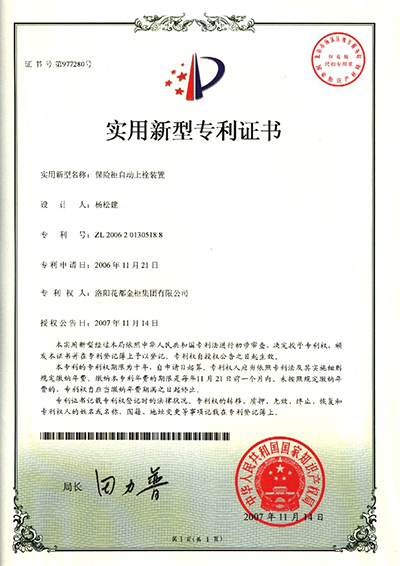 证书号第977280号
实用新型专利证书
实用新型名称：保险柜自动上栓装置
设计人：杨松建
专利号：ZL 2006 2 0130518.8
专利申请日：2006年11月21日
专利权人：洛阳花都金柜集团有限公司
授权公告日：2007年11月14日
本实用新型经过本局依照中华人民共和国专利法进行初步审查，决定授予专利权，颁
发本证书并在专利登记簿上予以登记。专利权自授权公告之日起生效。
本专利的专利权期限为十年，自申请日起算。专利权人应当依照专利法及其实施细则
规定缴纳年费。缴纳本专利年费的期限是每年11月21日前一个月内。未按照规定缴纳年费
的，专利权自应当缴纳年费期满之日起终止。
专利证书记载专利权登记时的法律状况。专利权的转移、质押、无效、终止、恢复和
专利权人的姓名或名称、国籍、地址变更等事项记载在专利登记簿上。
局长 田力普
中华人民共和国国家知识产权局
2007年11月14日
第1页(共1页)